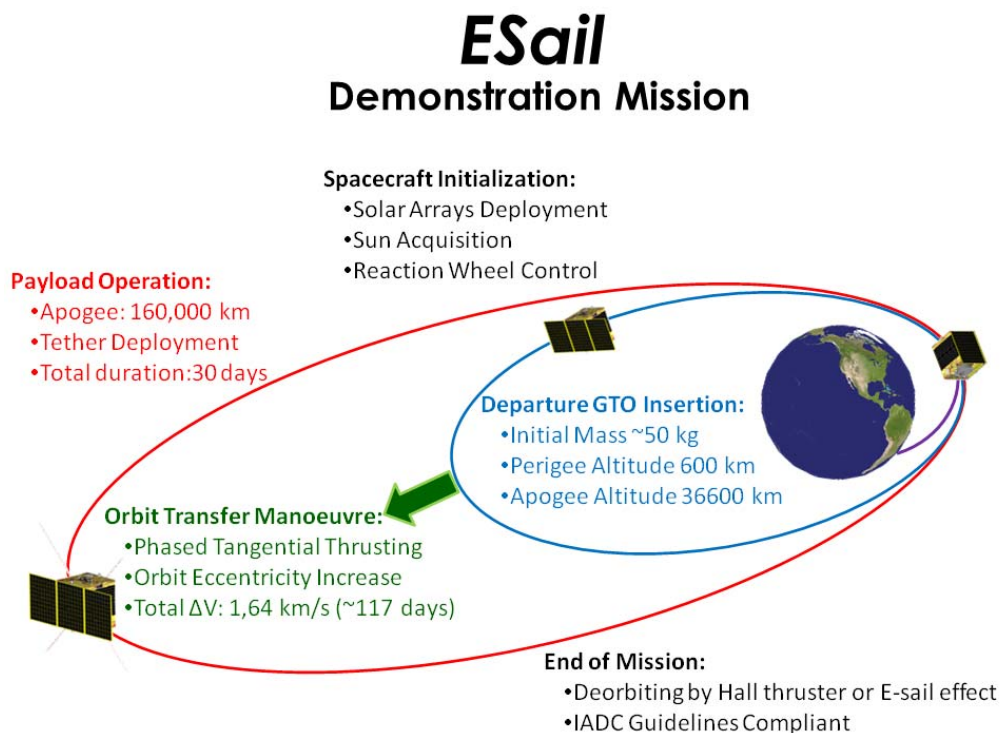 ESail
Demonstration Mission
Spacecraft Initialization:
•Solar Arrays Deployment
•Sun Acquisition
•Reaction Wheel Control
Payload Operation:
•Apogee: 160,000 km
•Tether Deployment
•Total duration:30 days
Departure GTO Insertion:
•Initial Mass ~50 kg
•Perigee Altitude 600 km
•Apogee Altitude 36600 km
Orbit Transfer Manoeuvre:
•Phased Tangential Thrusting
•Orbit Eccentricity Increase
•Total ΔV: 1,64 km/s (~117 days)
End of Mission:
•Deorbiting by Hall thruster or E-sail effect
•IADC Guidelines Compliant